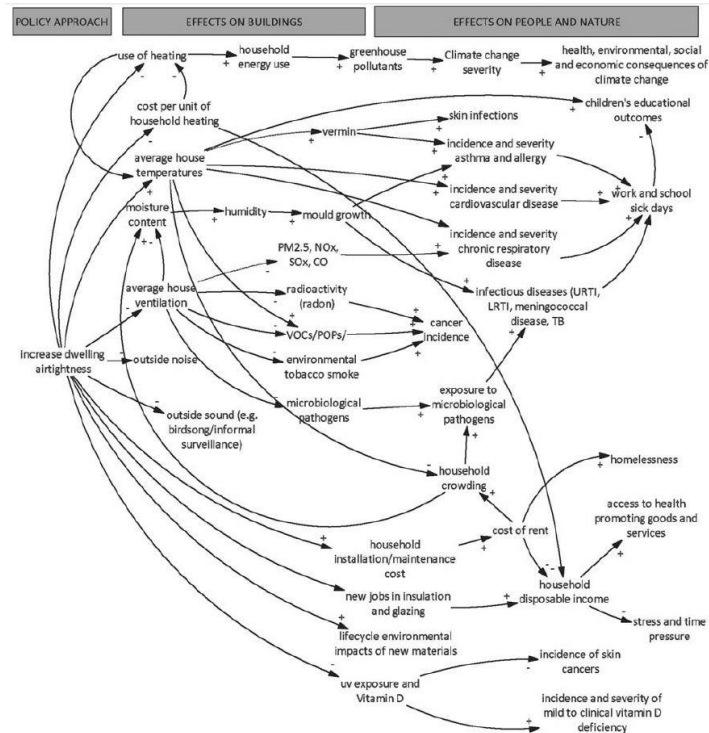 POLICY APPROACH
EFFECTS ON BUILDINGS
EFFECTS ON PEOPLE AND NATURE
use of heating
household
energy use
greenhouse
pollutants
Climate change
severity
health, environmental, social
and economic consequences of
climate change
cost per unit of
household heating
children's educational
outcomes
skin infections
vermin
average house
temperatures
incidence and severity
asthma and allergy
moisture
content
humidity
mould growth
incidence and severity
cardiovascular disease
work and school
sick days
PM2.5, NOx,
SOx, CO
incidence and severity
chronic respiratory
disease
average house
ventilation
radioactivity
(radon)
infectious diseases (URTI,
LRTI, meningococcal
disease, TB
VOCs/POPs/
cancer
incidence
increase dwelling
airtightness
outside noise
environmental
tobacco smoke
outside sound (e.g.
birdsong/informal
surveillance)
microbiological
pathogens
exposure to
microbiological
pathogens
household
crowding
homelessness
cost of rent
access to health
promoting goods and
services
household
installation/maintenance
cost
household
disposable income
new jobs in insulation
and glazing
stress and time
pressure
lifecycle environmental
impacts of new materials
uv exposure and
Vitamin D
incidence of skin
cancers
incidence and severity of
mild to clinical vitamin D
deficiency